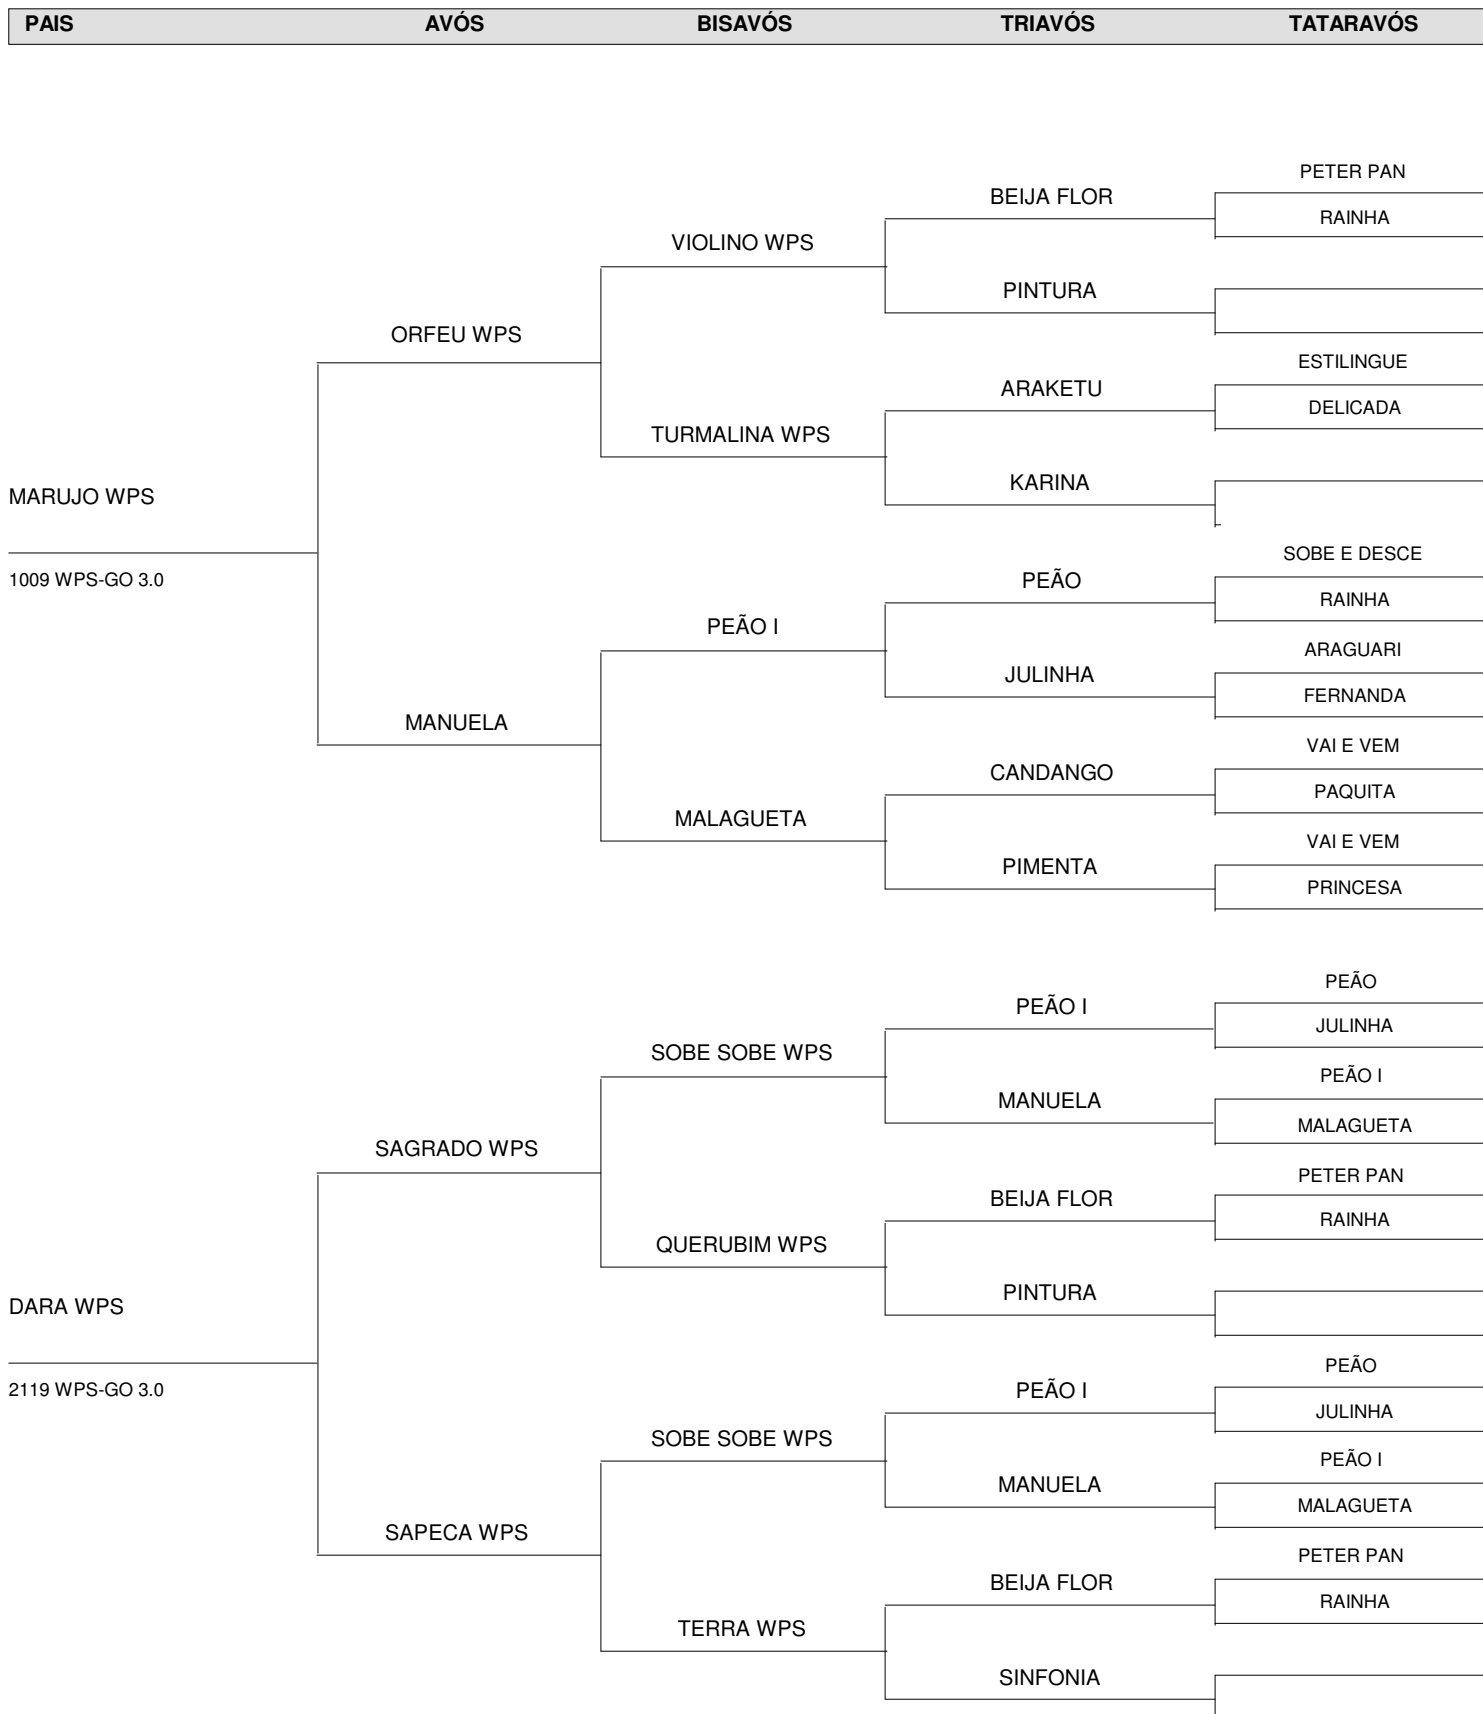 PAIS AVÓS BISAVÓS TRIAVÓS TATARAVÓS
PETER PAN
BEIJA FLOR
RAINHA
VIOLINO WPS
PINTURA
ORFEU WPS
ESTILINGUE
ARAKETU
DELICADA
TURMALINA WPS
KARINA
MARUJO WPS
SOBE E DESCE
1009 WPS-GO 3.0
PEÃO
RAINHA
PEÃO I
ARAGUARI
JULINHA
FERNANDA
MANUELA
VAI E VEM
CANDANGO
PAQUITA
MALAGUETA
VAI E VEM
PIMENTA
PRINCESA
PEÃO
PEÃO I
JULINHA
SOBE SOBE WPS
PEÃO I
MANUELA
MALAGUETA
SAGRADO WPS
PETER PAN
BEIJA FLOR
RAINHA
QUERUBIM WPS
PINTURA
DARA WPS
PEÃO
2119 WPS-GO 3.0
PEÃO I
JULINHA
SOBE SOBE WPS
PEÃO I
MANUELA
MALAGUETA
SAPECA WPS
PETER PAN
BEIJA FLOR
RAINHA
TERRA WPS
SINFONIA